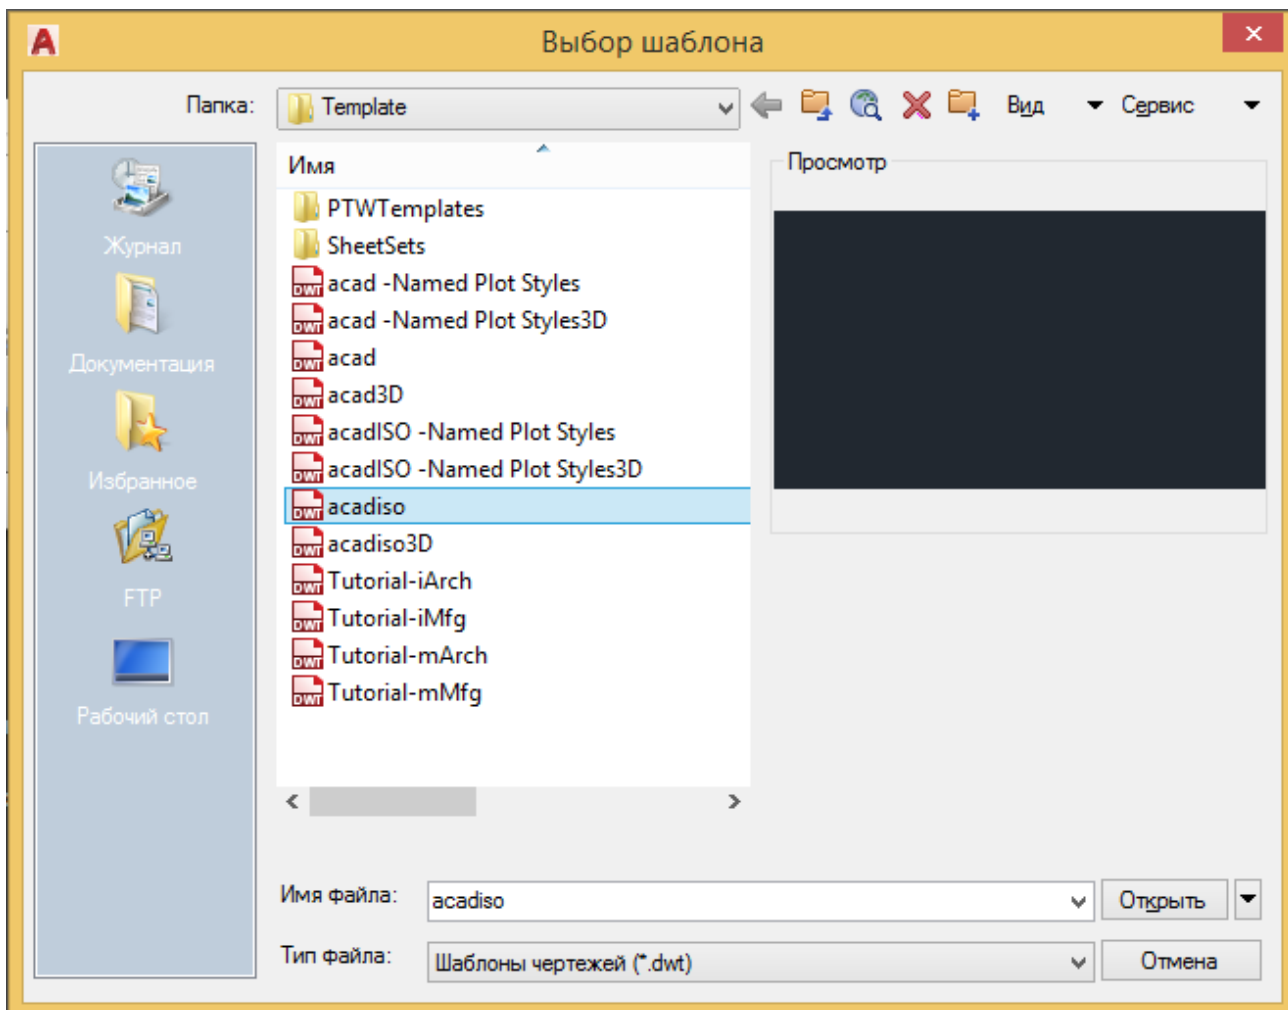 Выбор шаблона
Папка: Template Вид Сервис
Имя
Просмотр
PTWTemplates
SheetSets
acad -Named Plot Styles
acad -Named Plot Styles3D
acad
acad3D
acadISO -Named Plot Styles
acadISO -Named Plot Styles3D
acadiso
acadiso3D
Tutorial-iArch
Tutorial-iMfg
Tutorial-mArch
Tutorial-mMfg
Журнал
Документация
Избранное
FTP
Рабочий стол
Имя файла: acadiso Открыть
Тип файла: Шаблоны чертежей (*.dwt) Отмена